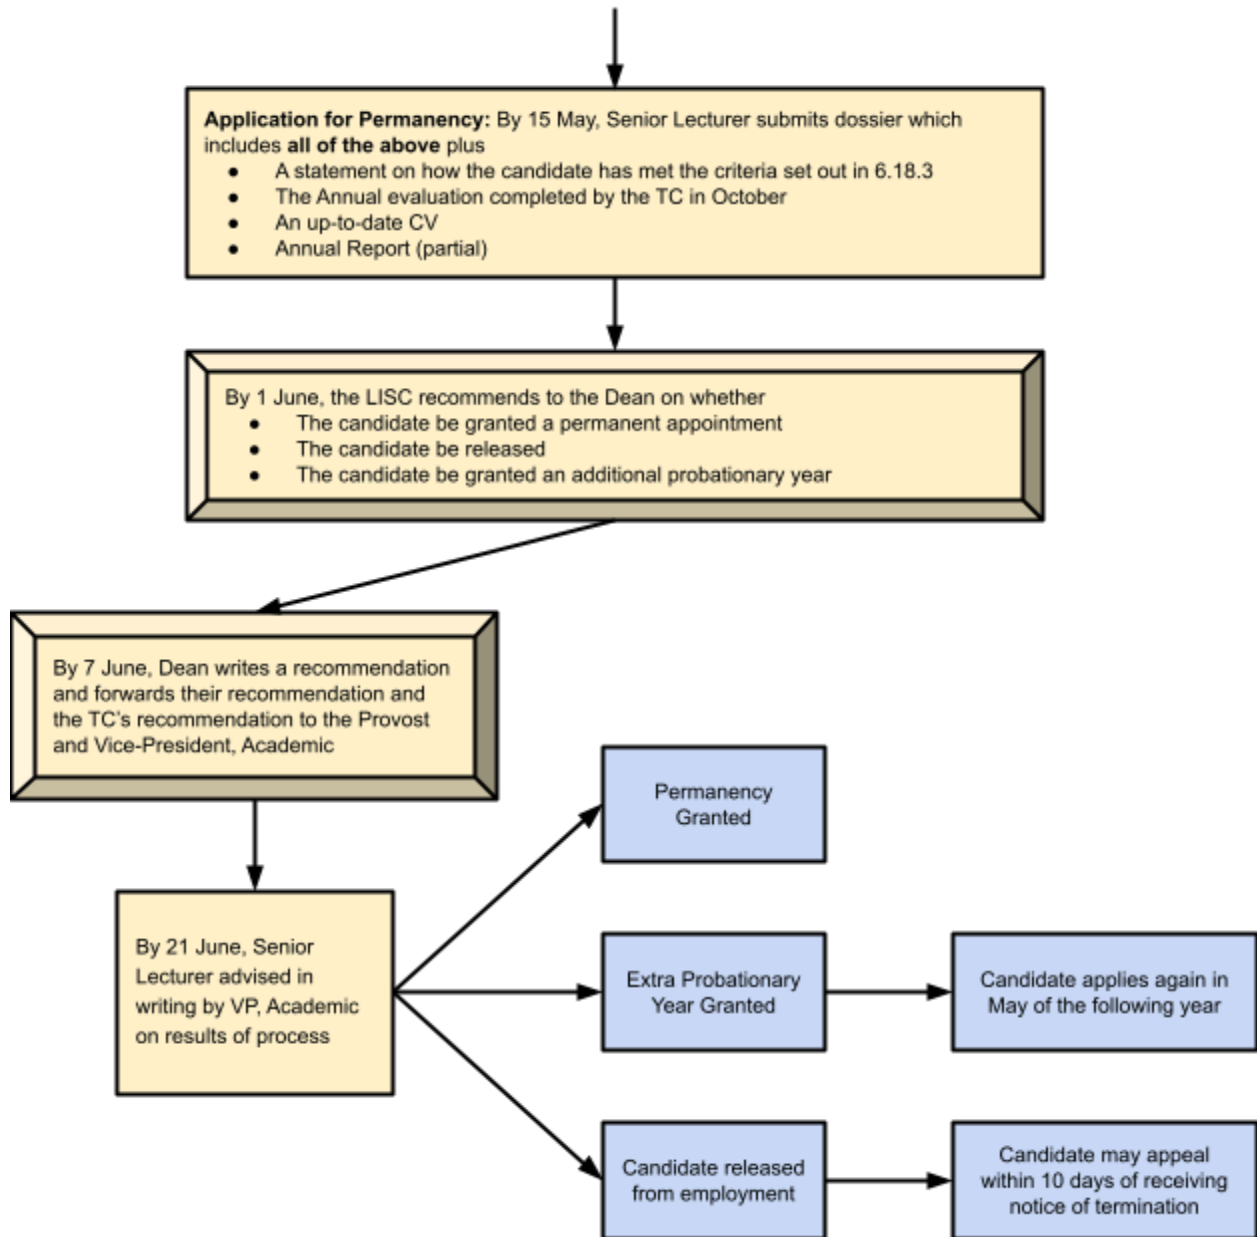 Application for Permanency: By 15 May, Senior Lecturer submits dossier which
includes all of the above plus
● A statement on how the candidate has met the criteria set out in 6.18.3
● The Annual evaluation completed by the TC in October
● An up-to-date CV
● Annual Report (partial)
By 1 June, the LISC recommends to the Dean on whether
● The candidate be granted a permanent appointment
● The candidate be released
● The candidate be granted an additional probationary year
By 7 June, Dean writes a recommendation
and forwards their recommendation and
the TC's recommendation to the Provost
and Vice-President, Academic
By 21 June, Senior
Lecturer advised in
writing by VP, Academic
on results of process
Permanency
Granted
Extra Probationary
Year Granted
Candidate applies again in
May of the following year
Candidate released
from employment
Candidate may appeal
within 10 days of receiving
notice of termination